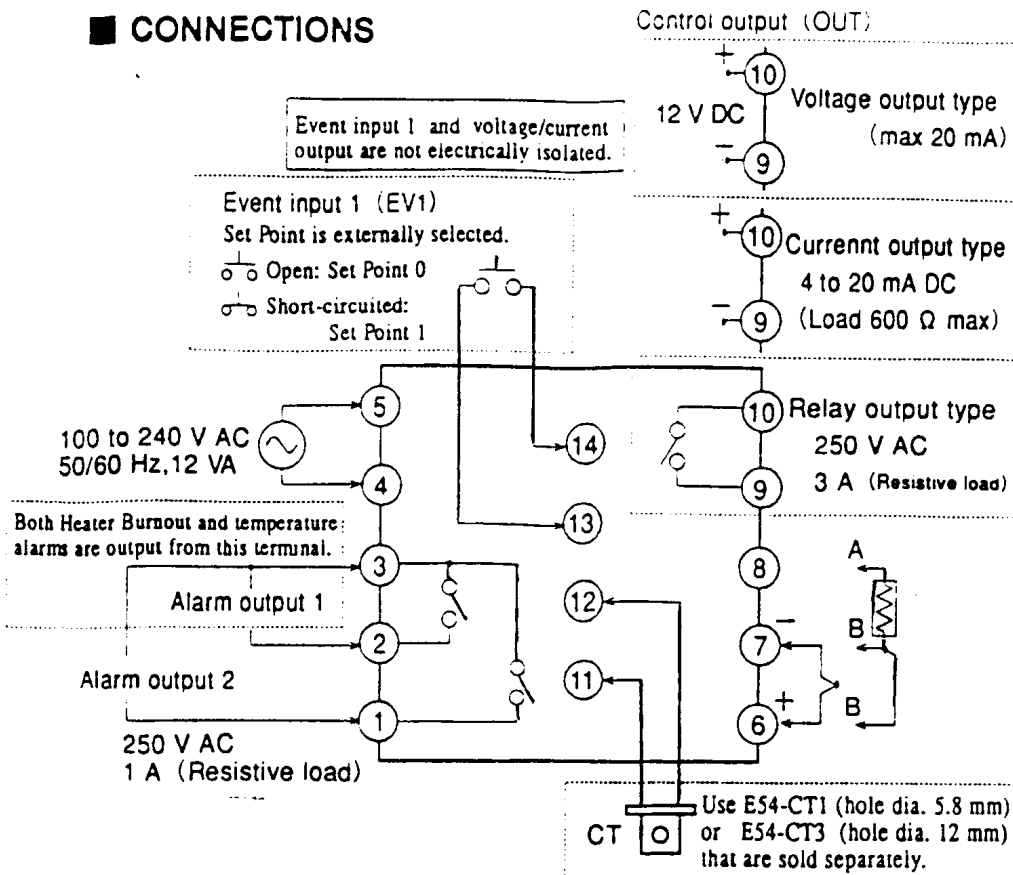 ■ CONNECTIONS
Control output (OUT)
+
10
12 V DC
Voltage output type
(max 20 mA)
−
9
Event input 1 and voltage/current
output are not electrically isolated.
Event input 1 (EV1)
Set Point is externally selected.
Open: Set Point 0
Short-circuited:
Set Point 1
+
10
Currennt output type
4 to 20 mA DC
−
9
(Load 600 Ω max)
5
100 to 240 V AC
50/60 Hz, 12 VA
4
14
13
10
Relay output type
250 V AC
9
3 A (Resistive load)
Both Heater Burnout and temperature
alarms are output from this terminal.
3
Alarm output 1
2
Alarm output 2
1
250 V AC
1 A (Resistive load)
12
11
8
A
7
−
B
6
+
B
CT
Use E54-CT1 (hole dia. 5.8 mm)
or E54-CT3 (hole dia. 12 mm)
that are sold separately.